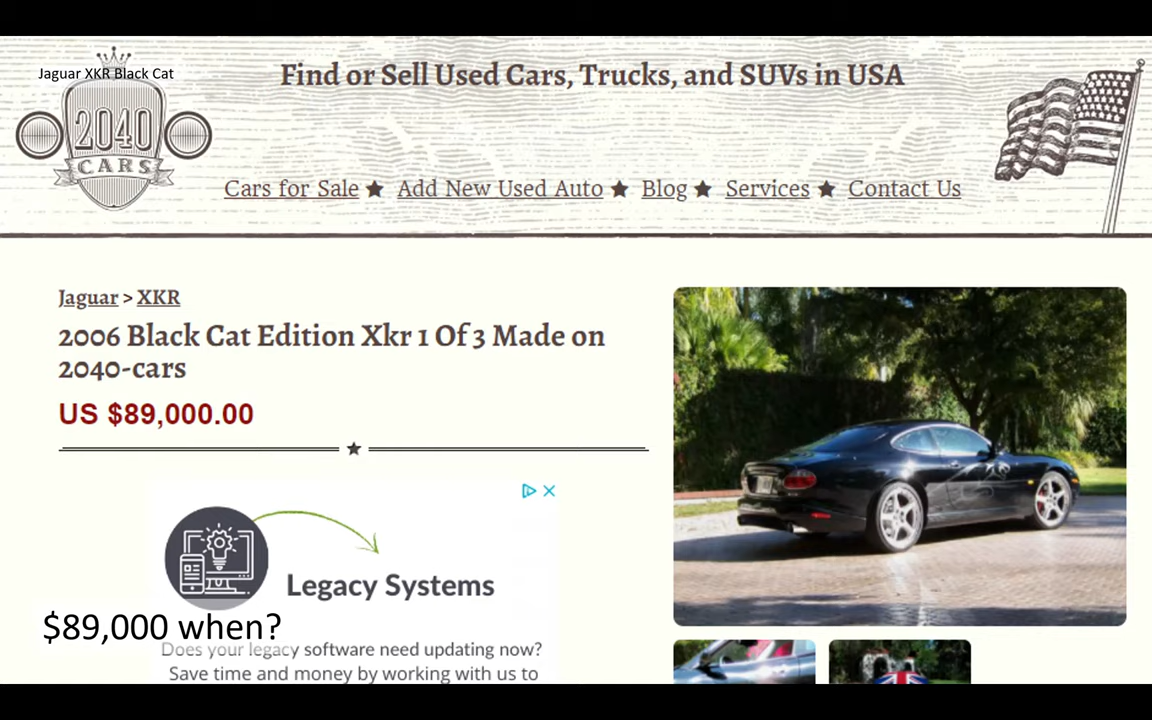 Jaguar XKR Black Cat
2040
CARS
Find or Sell Used Cars, Trucks, and SUVs in USA
Cars for Sale ★ Add New Used Auto ★ Blog ★ Services ★ Contact Us
Jaguar > XKR
2006 Black Cat Edition Xkr 1 Of 3 Made on
2040-cars
US $89,000.00
Legacy Systems
$89,000 when?
Does your legacy software need updating now?
Save time and money by working with us to